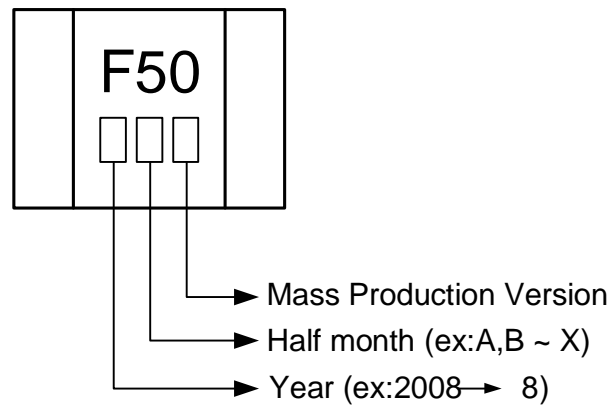 F50
Mass Production Version
Half month (ex:A,B ~ X)
Year (ex:2008→ 8)